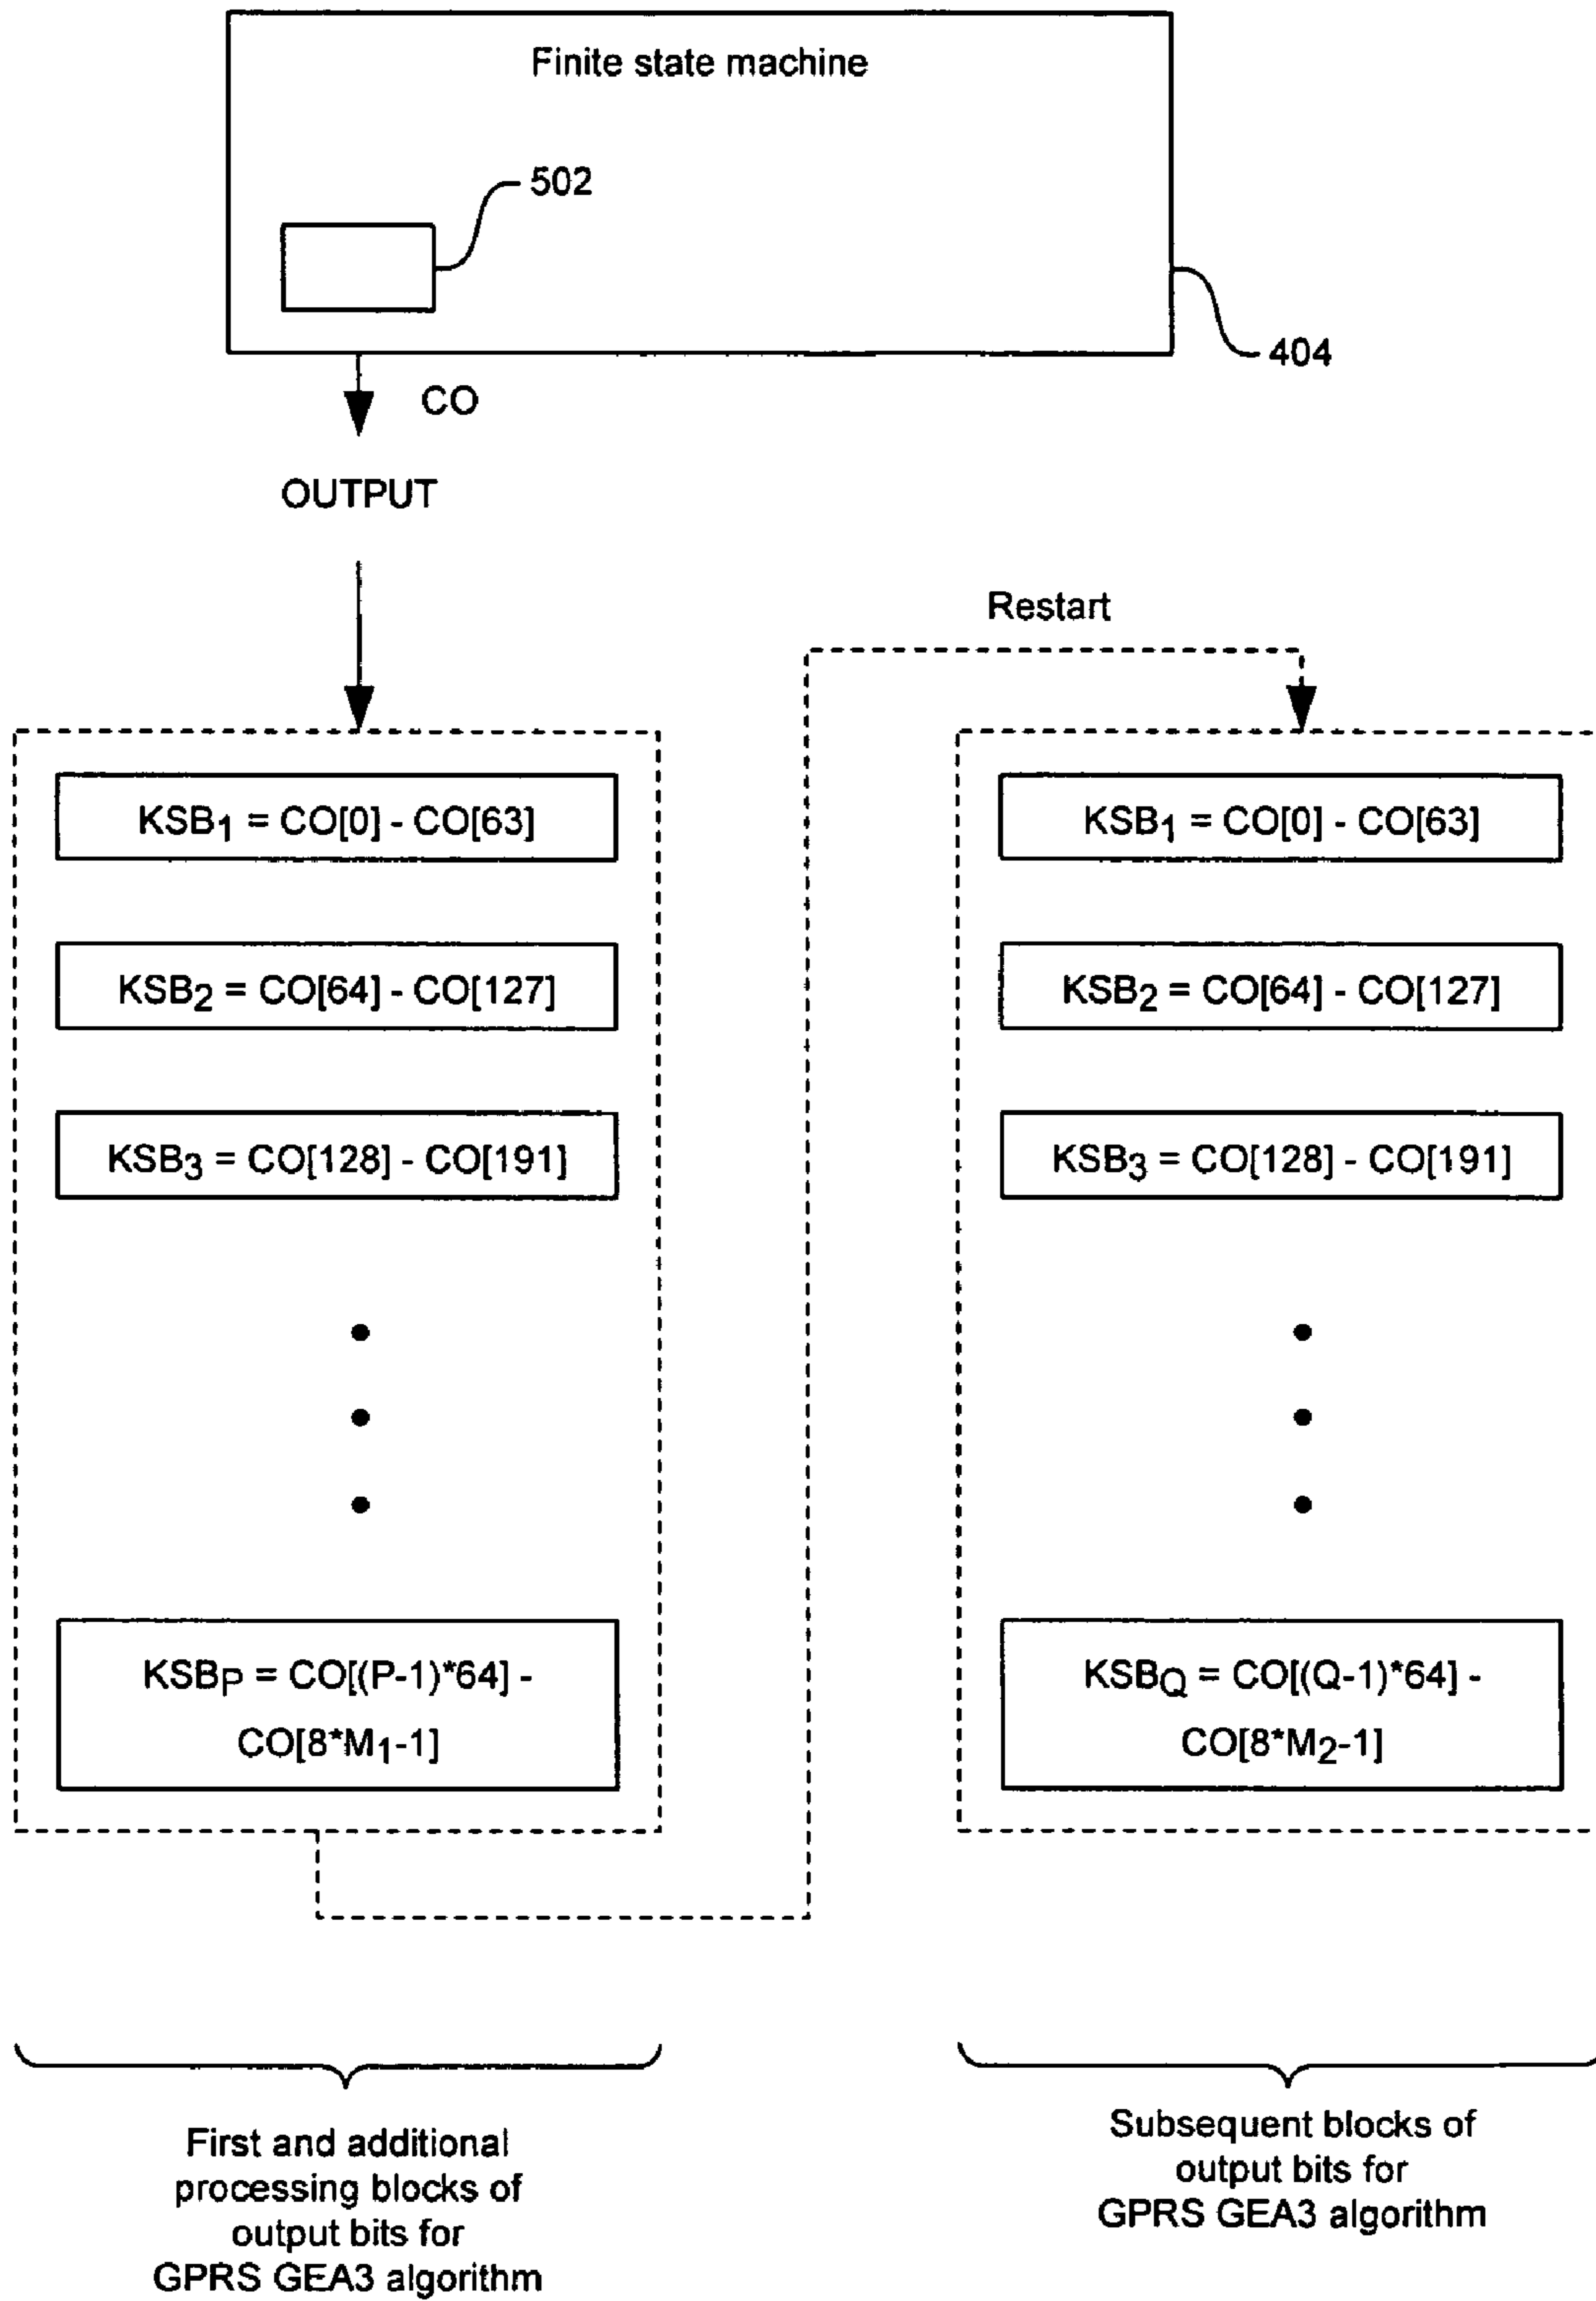 Finite state machine
502
404
CO
OUTPUT
Restart
KSB1 = CO[0] - CO[63]
KSB2 = CO[64] - CO[127]
KSB3 = CO[128] - CO[191]
KSBP = CO[(P-1)*64] -
CO[8*M1-1]
KSB1 = CO[0] - CO[63]
KSB2 = CO[64] - CO[127]
KSB3 = CO[128] - CO[191]
KSBQ = CO[(Q-1)*64] -
CO[8*M2-1]
First and additional
processing blocks of
output bits for
GPRS GEA3 algorithm
Subsequent blocks of
output bits for
GPRS GEA3 algorithm